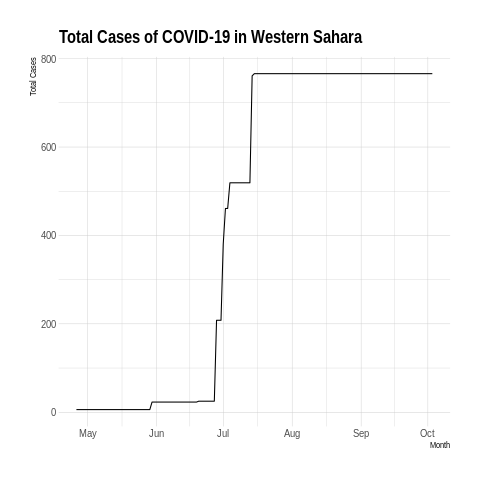 Total Cases of COVID-19 in Western Sahara
Total Cases
800
600
400
200
0
May Jun Jul Aug Sep Oct
Month